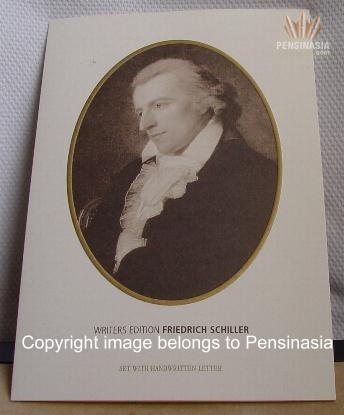 PENSINASIA
.com
WRITERS EDITION FRIEDRICH SCHILLER
Copyright image belongs to Pensinasia
SET WITH HANDWRITTEN LETTER